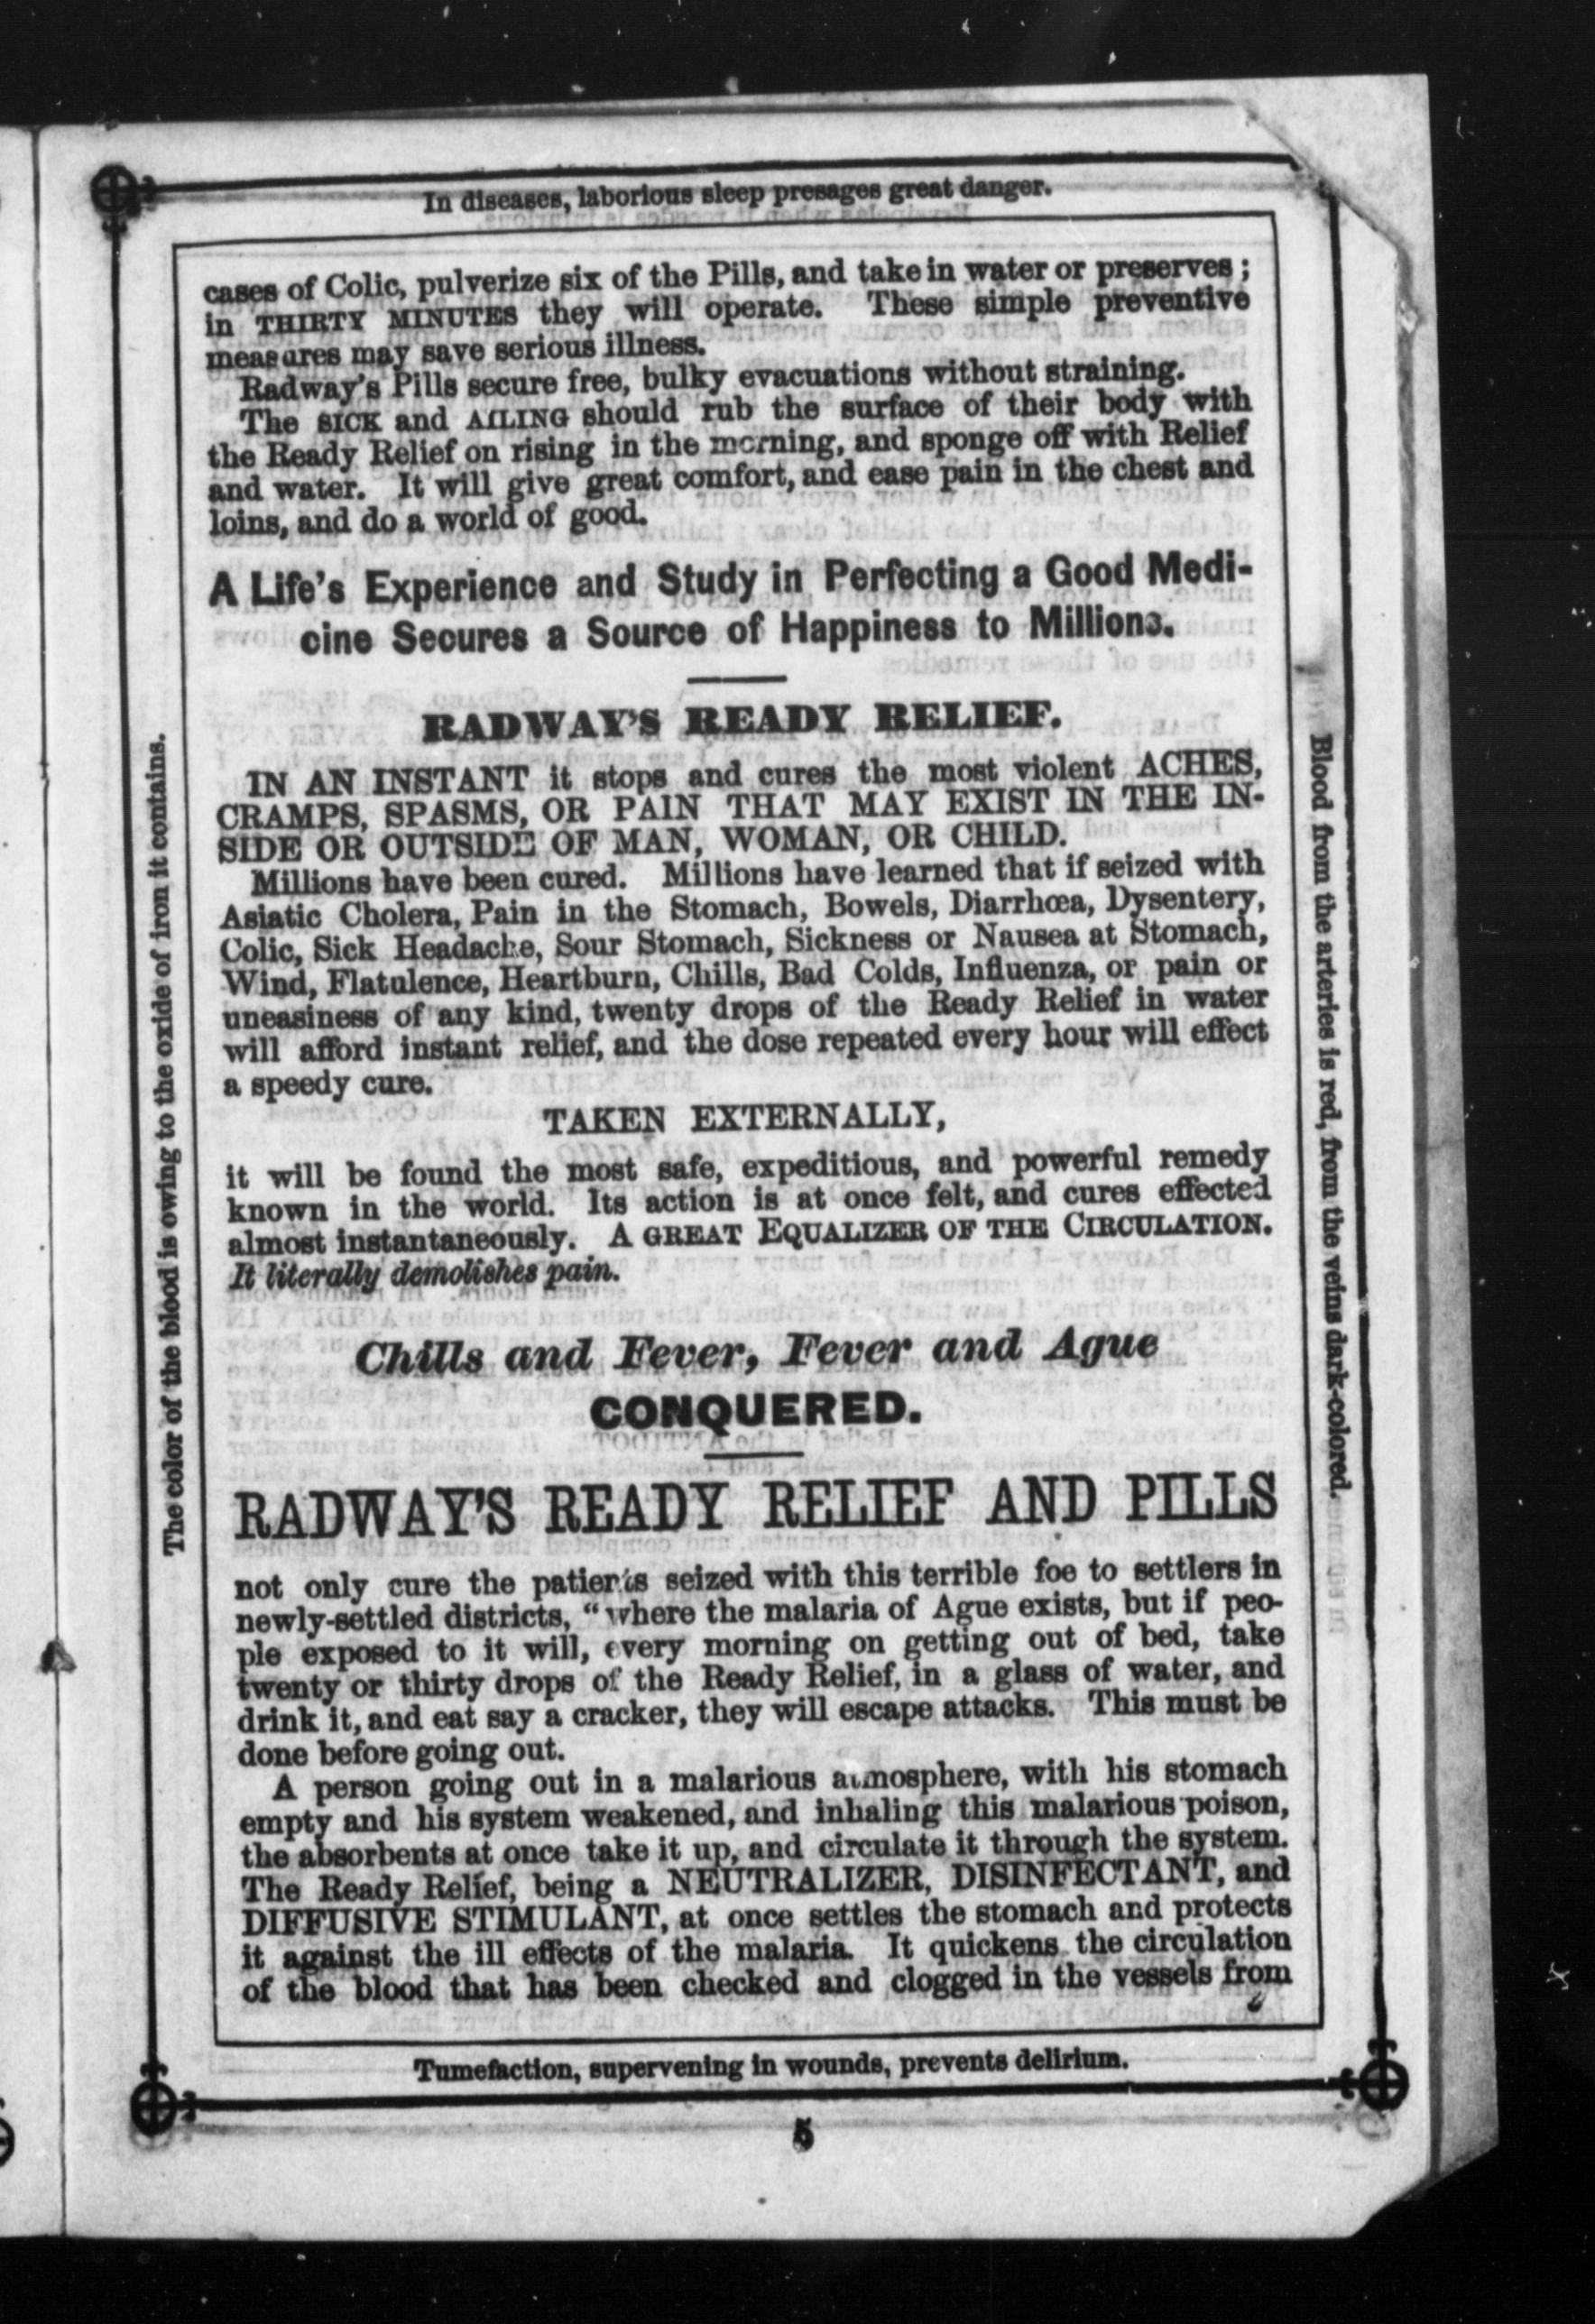 In diseases, laborious sleep presages great danger.
cases of Colic, pulverize six of the Pills, and take in water or preserves ;
in THIRTY MINUTES they will operate. These simple preventive
measures may save serious illness.
Radway's Pills secure free, bulky evacuations without straining.
The SICK and AILING should rub the surface of their body with
the Ready Relief on rising in the morning, and sponge off with Relief
and water. It will give great comfort, and ease pain in the chest and
loins, and do a world of good.
A Life's Experience and Study in Perfecting a Good Medi-
cine Secures a Source of Happiness to Millions.
RADWAY'S READY RELIEF.
IN AN INSTANT it stops and cures the most violent ACHES,
CRAMPS, SPASMS, OR PAIN THAT MAY EXIST IN THE IN-
SIDE OR OUTSIDE OF MAN, WOMAN, OR CHILD.
Millions have been cured. Millions have learned that if seized with
Asiatic Cholera, Pain in the Stomach, Bowels, Diarrhœa, Dysentery,
Colic, Sick Headache, Sour Stomach, Sickness or Nausea at Stomach,
Wind, Flatulence, Heartburn, Chills, Bad Colds, Influenza, or pain or
uneasiness of any kind, twenty drops of the Ready Relief in water
will afford instant relief, and the dose repeated every hour will effect
a speedy cure.
TAKEN EXTERNALLY,
it will be found the most safe, expeditious, and powerful remedy
known in the world. Its action is at once felt, and cures effected
almost instantaneously. A GREAT EQUALIZER OF THE CIRCULATION.
It literally demolishes pain.
Chills and Fever, Fever and Ague
CONQUERED.
RADWAY'S READY RELIEF AND PILLS
not only cure the patients seized with this terrible foe to settlers in
newly-settled districts, "where the malaria of Ague exists, but if peo-
ple exposed to it will, every morning on getting out of bed, take
twenty or thirty drops of the Ready Relief, in a glass of water, and
drink it, and eat say a cracker, they will escape attacks. This must be
done before going out.
A person going out in a malarious atmosphere, with his stomach
empty and his system weakened, and inhaling this malarious poison,
the absorbents at once take it up, and circulate it through the system.
The Ready Relief, being a NEUTRALIZER, DISINFECTANT, and
DIFFUSIVE STIMULANT, at once settles the stomach and protects
it against the ill effects of the malaria. It quickens the circulation
of the blood that has been checked and clogged in the vessels from
The color of the blood is owing to the oxide of iron it contains.
Blood from the arteries is red, from the veins dark-colored.
Tumefaction, supervening in wounds, prevents delirium.
5